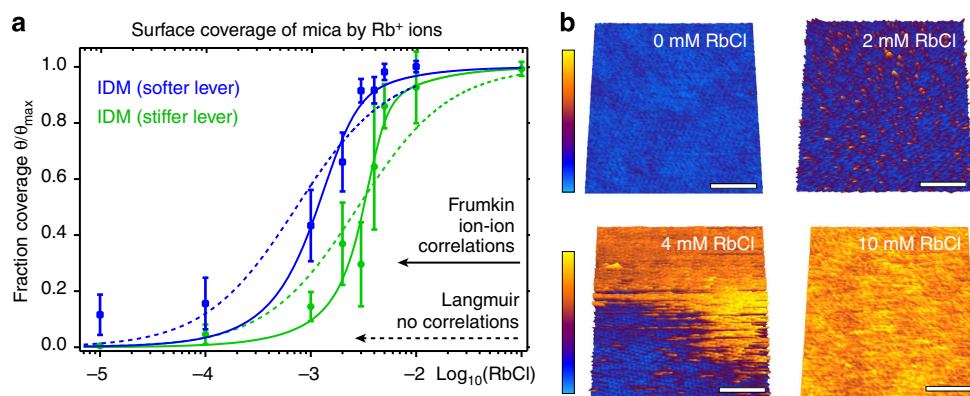 a
Surface coverage of mica by Rb⁺ ions
Fraction coverage θ/θmax
1.0
0.8
0.6
0.4
0.2
0.0
IDM (softer lever)
IDM (stiffer lever)
Frumkin
ion-ion
correlations
Langmuir
no correlations
–5
–4
–3
–2
Log₁₀(RbCl)
b
0 mM RbCl
2 mM RbCl
4 mM RbCl
10 mM RbCl